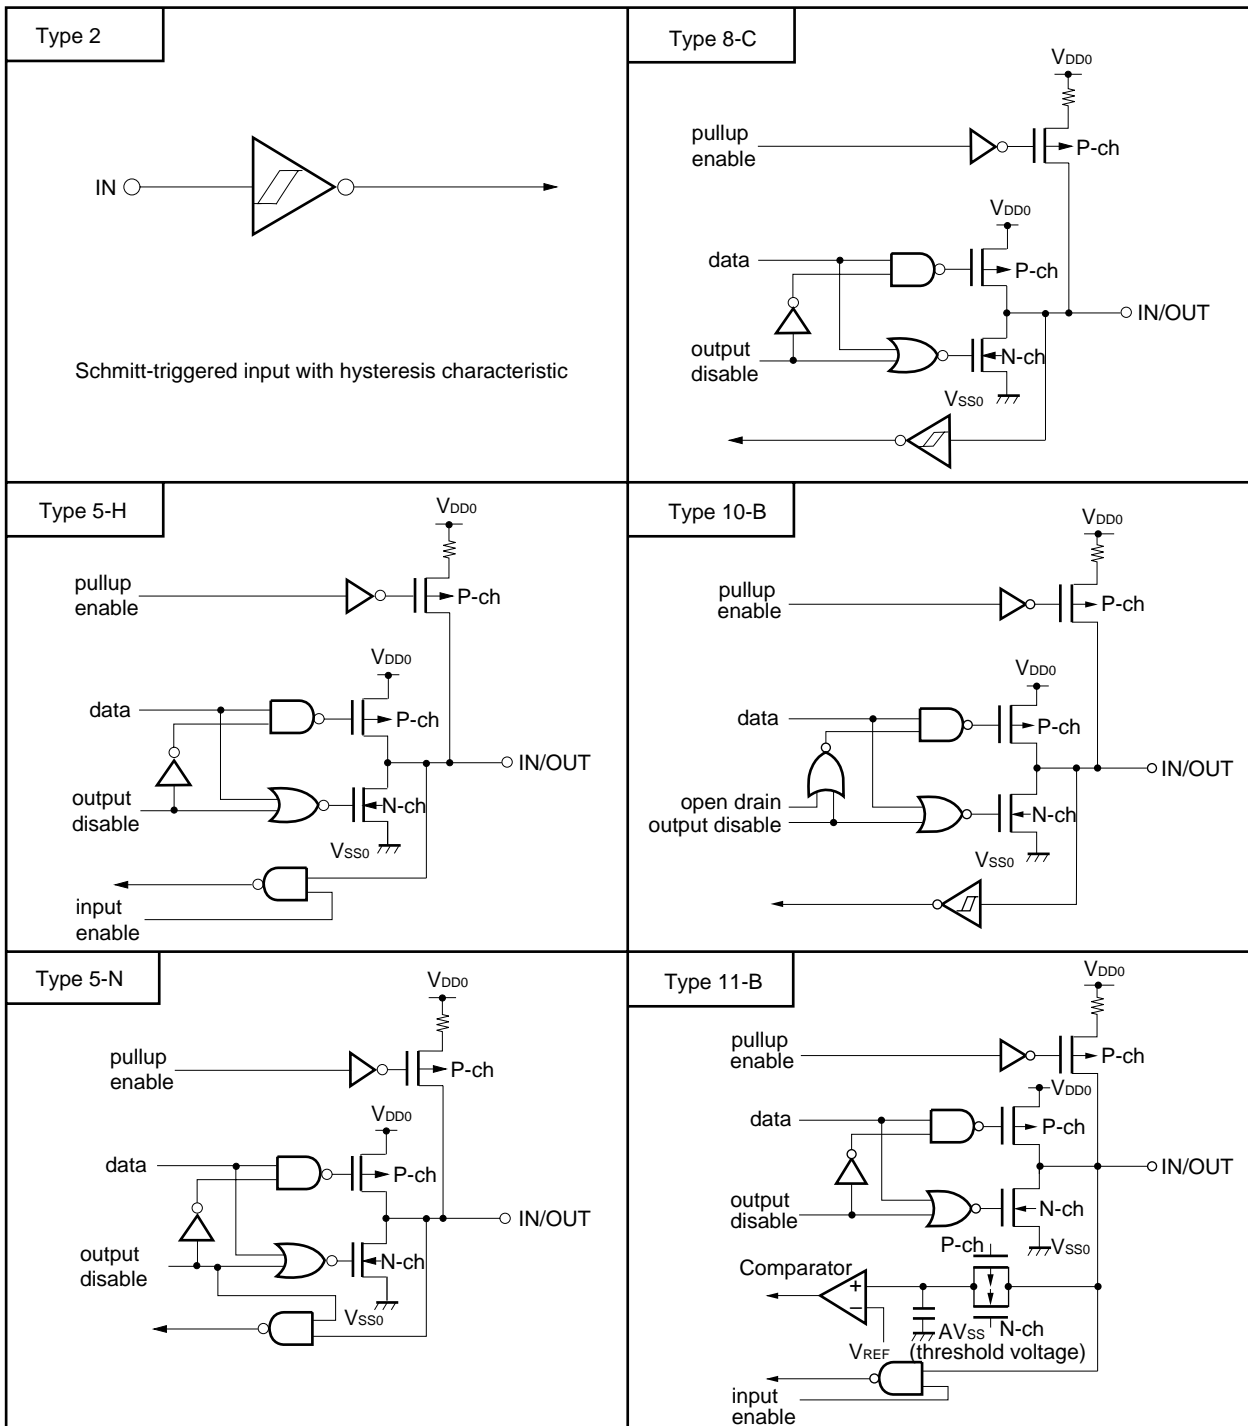 Type 2
IN
Schmitt-triggered input with hysteresis characteristic
Type 8-C
VDD0
pullup
enable
P-ch
VDD0
data
P-ch
IN/OUT
output
disable
N-ch
VSS0
Type 5-H
VDD0
pullup
enable
P-ch
VDD0
data
P-ch
IN/OUT
output
disable
N-ch
VSS0
input
enable
Type 10-B
VDD0
pullup
enable
P-ch
VDD0
data
P-ch
IN/OUT
open drain
output disable
N-ch
VSS0
Type 5-N
VDD0
pullup
enable
P-ch
VDD0
data
P-ch
IN/OUT
output
disable
N-ch
VSS0
Type 11-B
VDD0
pullup
enable
P-ch
VDD0
data
P-ch
IN/OUT
output
disable
N-ch
P-ch
VSS0
Comparator
+
−
AVSS
N-ch
VREF
(threshold voltage)
input
enable